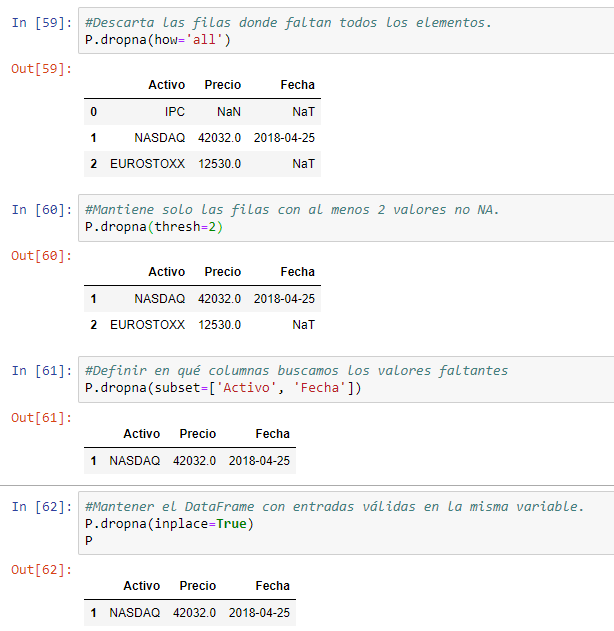 In [59]: #Descarta las filas donde faltan todos los elementos.
P.dropna(how='all')
Out[59]:
Activo Precio Fecha
0 IPC NaN NaT
1 NASDAQ 42032.0 2018-04-25
2 EUROSTOXX 12530.0 NaT
In [60]: #Mantiene solo las filas con al menos 2 valores no NA.
P.dropna(thresh=2)
Out[60]:
Activo Precio Fecha
1 NASDAQ 42032.0 2018-04-25
2 EUROSTOXX 12530.0 NaT
In [61]: #Definir en qué columnas buscamos los valores faltantes
P.dropna(subset=['Activo', 'Fecha'])
Out[61]:
Activo Precio Fecha
1 NASDAQ 42032.0 2018-04-25
In [62]: #Mantener el DataFrame con entradas válidas en la misma variable.
P.dropna(inplace=True)
P
Out[62]:
Activo Precio Fecha
1 NASDAQ 42032.0 2018-04-25